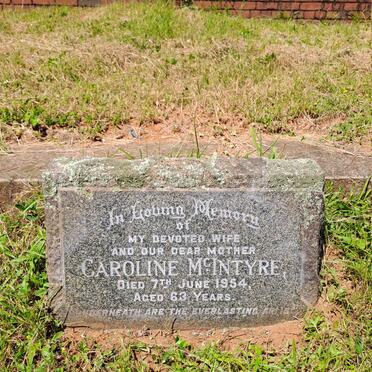 In Loving Memory
of
MY DEVOTED WIFE
AND OUR DEAR MOTHER
CAROLINE McINTYRE,
DIED 7TH JUNE 1954,
AGED 63 YEARS.
UNDERNEATH ARE THE EVERLASTING ARMS